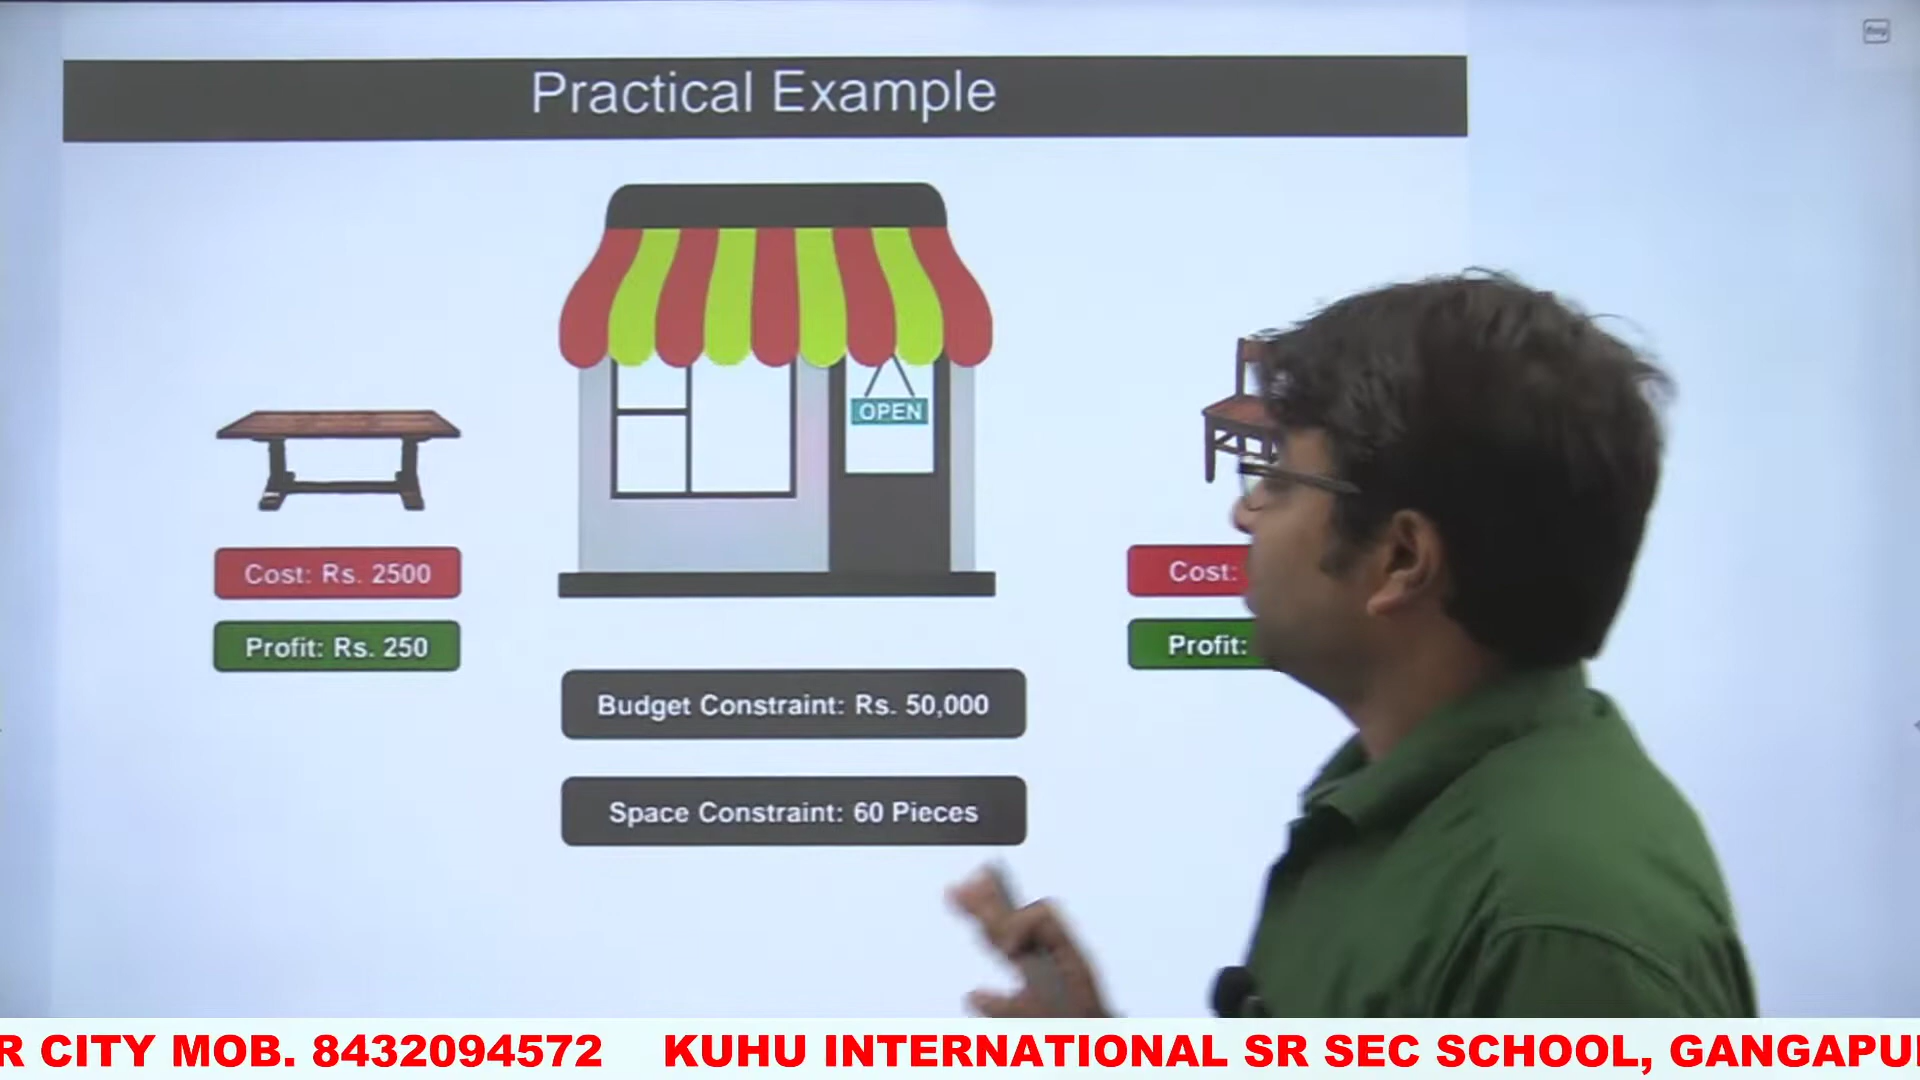 Practical Example
OPEN
Cost: Rs. 2500
Profit: Rs. 250
Cost:
Profit:
Budget Constraint: Rs. 50,000
Space Constraint: 60 Pieces
R CITY MOB. 8432094572 KUHU INTERNATIONAL SR SEC SCHOOL, GANGAPU